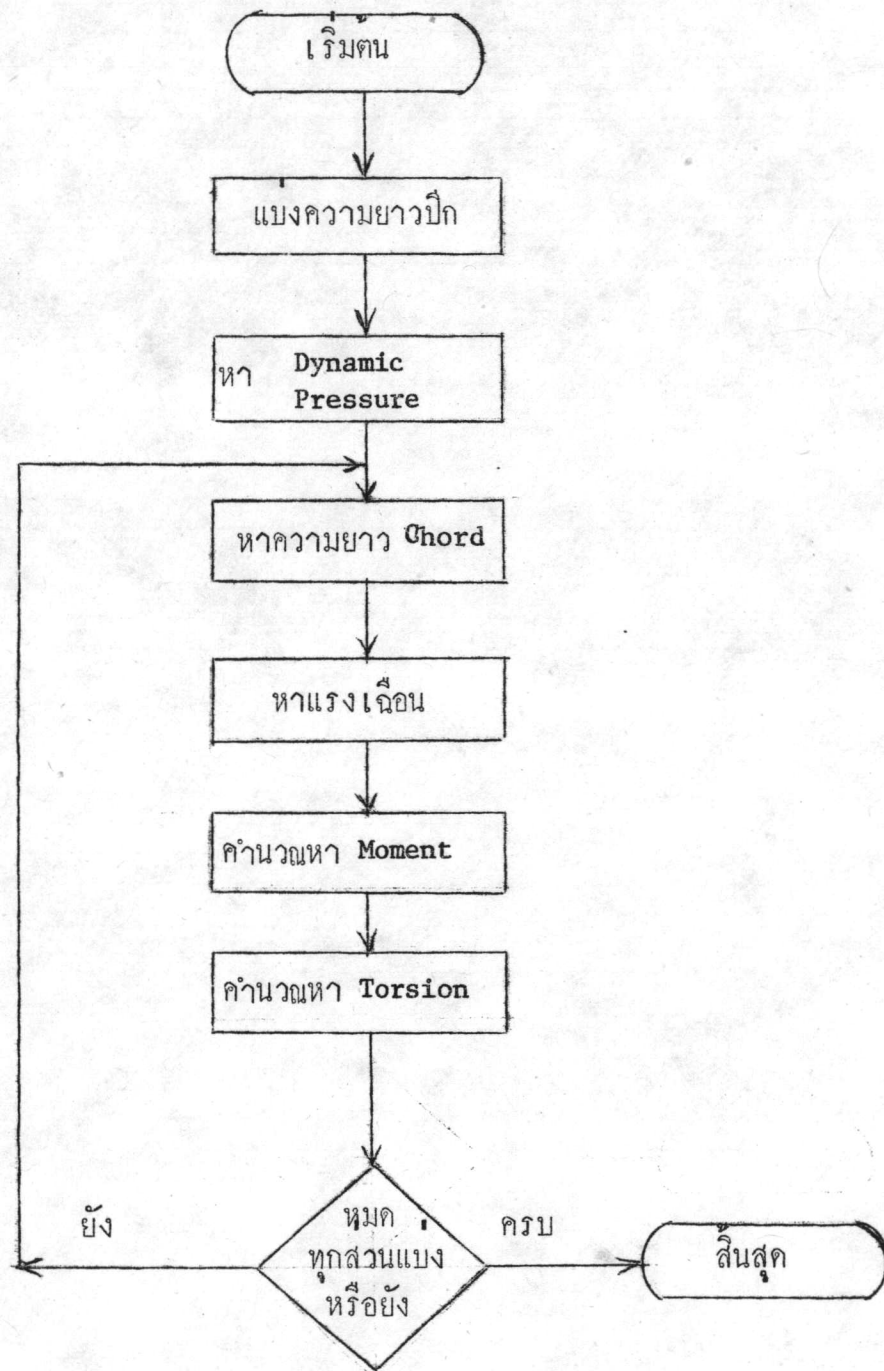 เริ่มต้น
แบ่งความยาวปีก
หา Dynamic
Pressure
หาความยาว Chord
หาแรงเฉือน
คำนวณหา Moment
คำนวณหา Torsion
ยัง
หมด
ทุกส่วนแบ่ง
หรือยัง
ครบ
สิ้นสุด